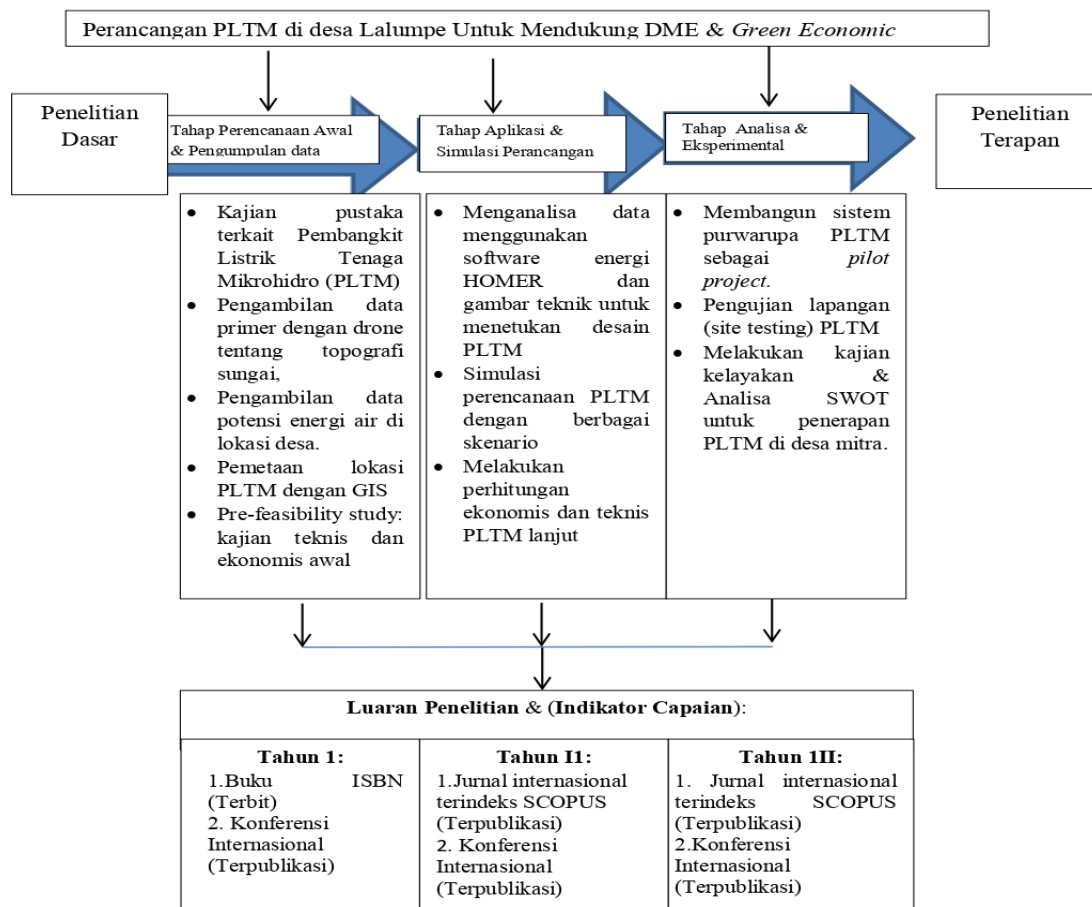 Perancangan PLTM di desa Lalumpe Untuk Mendukung DME & Green Economic
Penelitian
Dasar
Tahap Perencanaan Awal
& Pengumpulan data
Tahap Aplikasi &
Simulasi Perancangan
Tahap Analisa &
Eksperimental
Penelitian
Terapan
• Kajian pustaka
terkait Pembangkit
Listrik Tenaga
Mikrohidro (PLTM)
• Pengambilan data
primer dengan drone
tentang topografi
sungai,
• Pengambilan data
potensi energi air di
lokasi desa.
• Pemetaan lokasi
PLTM dengan GIS
• Pre-feasibility study:
kajian teknis dan
ekonomis awal
• Menganalisa data
menggunakan
software energi
HOMER dan
gambar teknik untuk
menetukan desain
PLTM
• Simulasi
perencanaan PLTM
dengan berbagai
skenario
• Melakukan
perhitungan
ekonomis dan teknis
PLTM lanjut
• Membangun sistem
purwarupa PLTM
sebagai pilot
project.
• Pengujian lapangan
(site testing) PLTM
• Melakukan kajian
kelayakan &
Analisa SWOT
untuk penerapan
PLTM di desa mitra.
Luaran Penelitian & (Indikator Capaian):
Tahun 1:
1.Buku ISBN
(Terbit)
2. Konferensi
Internasional
(Terpublikasi)
Tahun I1:
1.Jurnal internasional
terindeks SCOPUS
(Terpublikasi)
2. Konferensi
Internasional
(Terpublikasi)
Tahun 1II:
1. Jurnal internasional
terindeks SCOPUS
(Terpublikasi)
2.Konferensi
Internasional
(Terpublikasi)